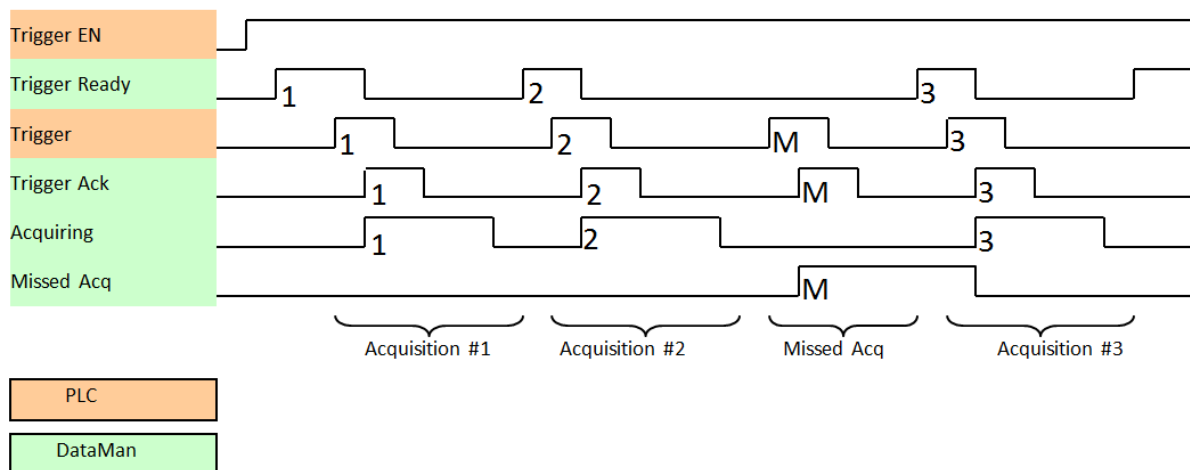 Trigger EN
Trigger Ready
1 2 3
Trigger
1 2 M 3
Trigger Ack
1 2 M 3
Acquiring
1 2 3
Missed Acq
M
Acquisition #1 Acquisition #2 Missed Acq Acquisition #3
PLC
DataMan